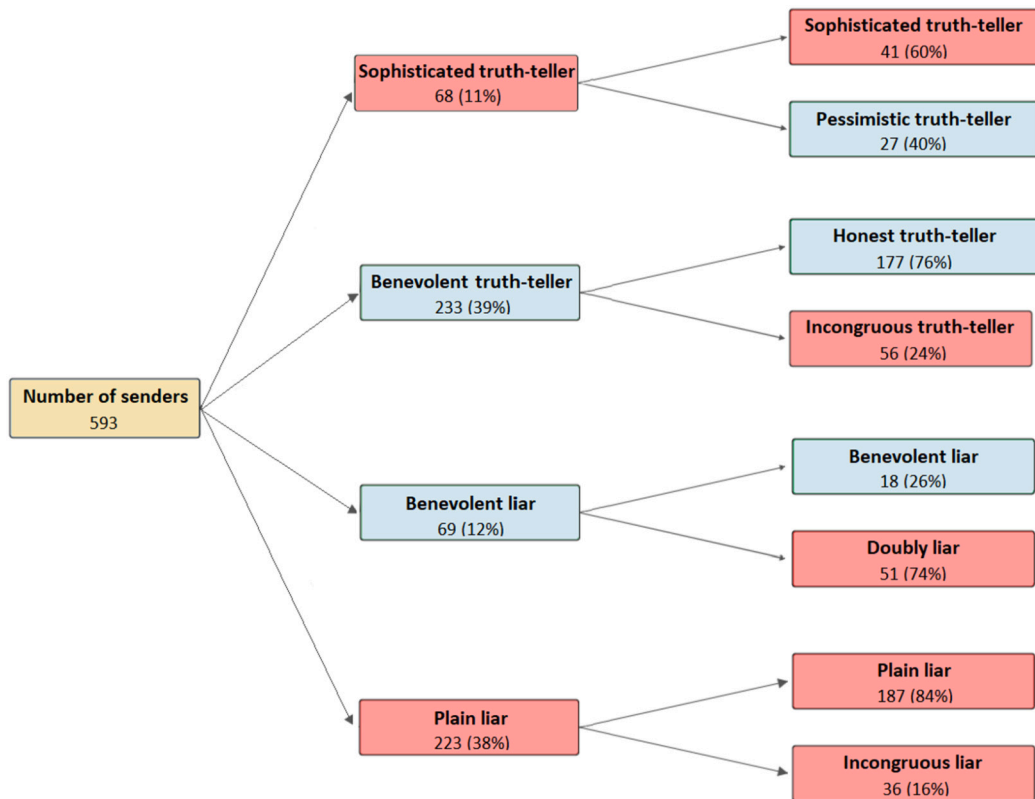 Number of senders
593
Sophisticated truth-teller
68 (11%)
Benevolent truth-teller
233 (39%)
Benevolent liar
69 (12%)
Plain liar
223 (38%)
Sophisticated truth-teller
41 (60%)
Pessimistic truth-teller
27 (40%)
Honest truth-teller
177 (76%)
Incongruous truth-teller
56 (24%)
Benevolent liar
18 (26%)
Doubly liar
51 (74%)
Plain liar
187 (84%)
Incongruous liar
36 (16%)